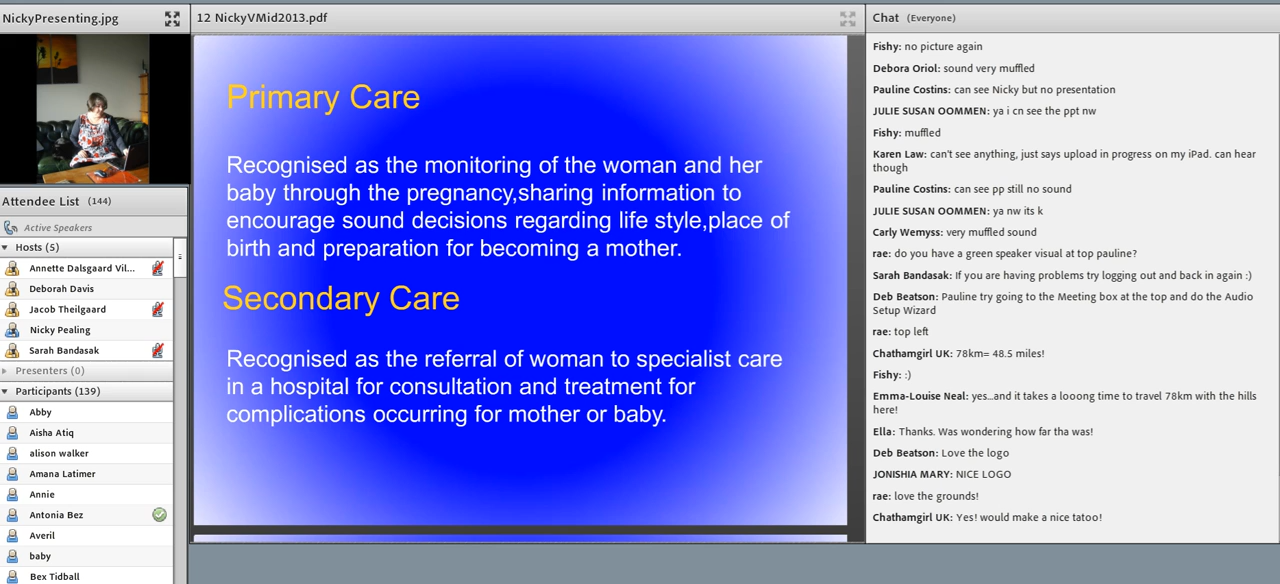 NickyPresenting.jpg
12 NickyVMid2013.pdf
Chat (Everyone)
Attendee List (144)
Active Speakers
Hosts (5)
Annette Dalsgaard Vil...
Deborah Davis
Jacob Theilgaard
Nicky Pealing
Sarah Bandasak
Presenters (0)
Participants (139)
Abby
Aisha Atiq
alison walker
Amana Latimer
Annie
Antonia Bez
Averil
baby
Bex Tidball
Primary Care
Recognised as the monitoring of the woman and her
baby through the pregnancy,sharing information to
encourage sound decisions regarding life style,place of
birth and preparation for becoming a mother.
Secondary Care
Recognised as the referral of woman to specialist care
in a hospital for consultation and treatment for
complications occurring for mother or baby.
Fishy: no picture again
Debora Oriol: sound very muffled
Pauline Costins: can see Nicky but no presentation
JULIE SUSAN OOMMEN: ya i cn see the ppt nw
Fishy: muffled
Karen Law: can't see anything, just says upload in progress on my iPad. can hear
though
Pauline Costins: can see pp still no sound
JULIE SUSAN OOMMEN: ya nw its k
Carly Wemyss: very muffled sound
rae: do you have a green speaker visual at top pauline?
Sarah Bandasak: If you are having problems try logging out and back in again :)
Deb Beatson: Pauline try going to the Meeting box at the top and do the Audio
Setup Wizard
rae: top left
Chathamgirl UK: 78km= 48.5 miles!
Fishy: :)
Emma-Louise Neal: yes...and it takes a looong time to travel 78km with the hills
here!
Ella: Thanks. Was wondering how far tha was!
Deb Beatson: Love the logo
JONISHIA MARY: NICE LOGO
rae: love the grounds!
Chathamgirl UK: Yes! would make a nice tatoo!